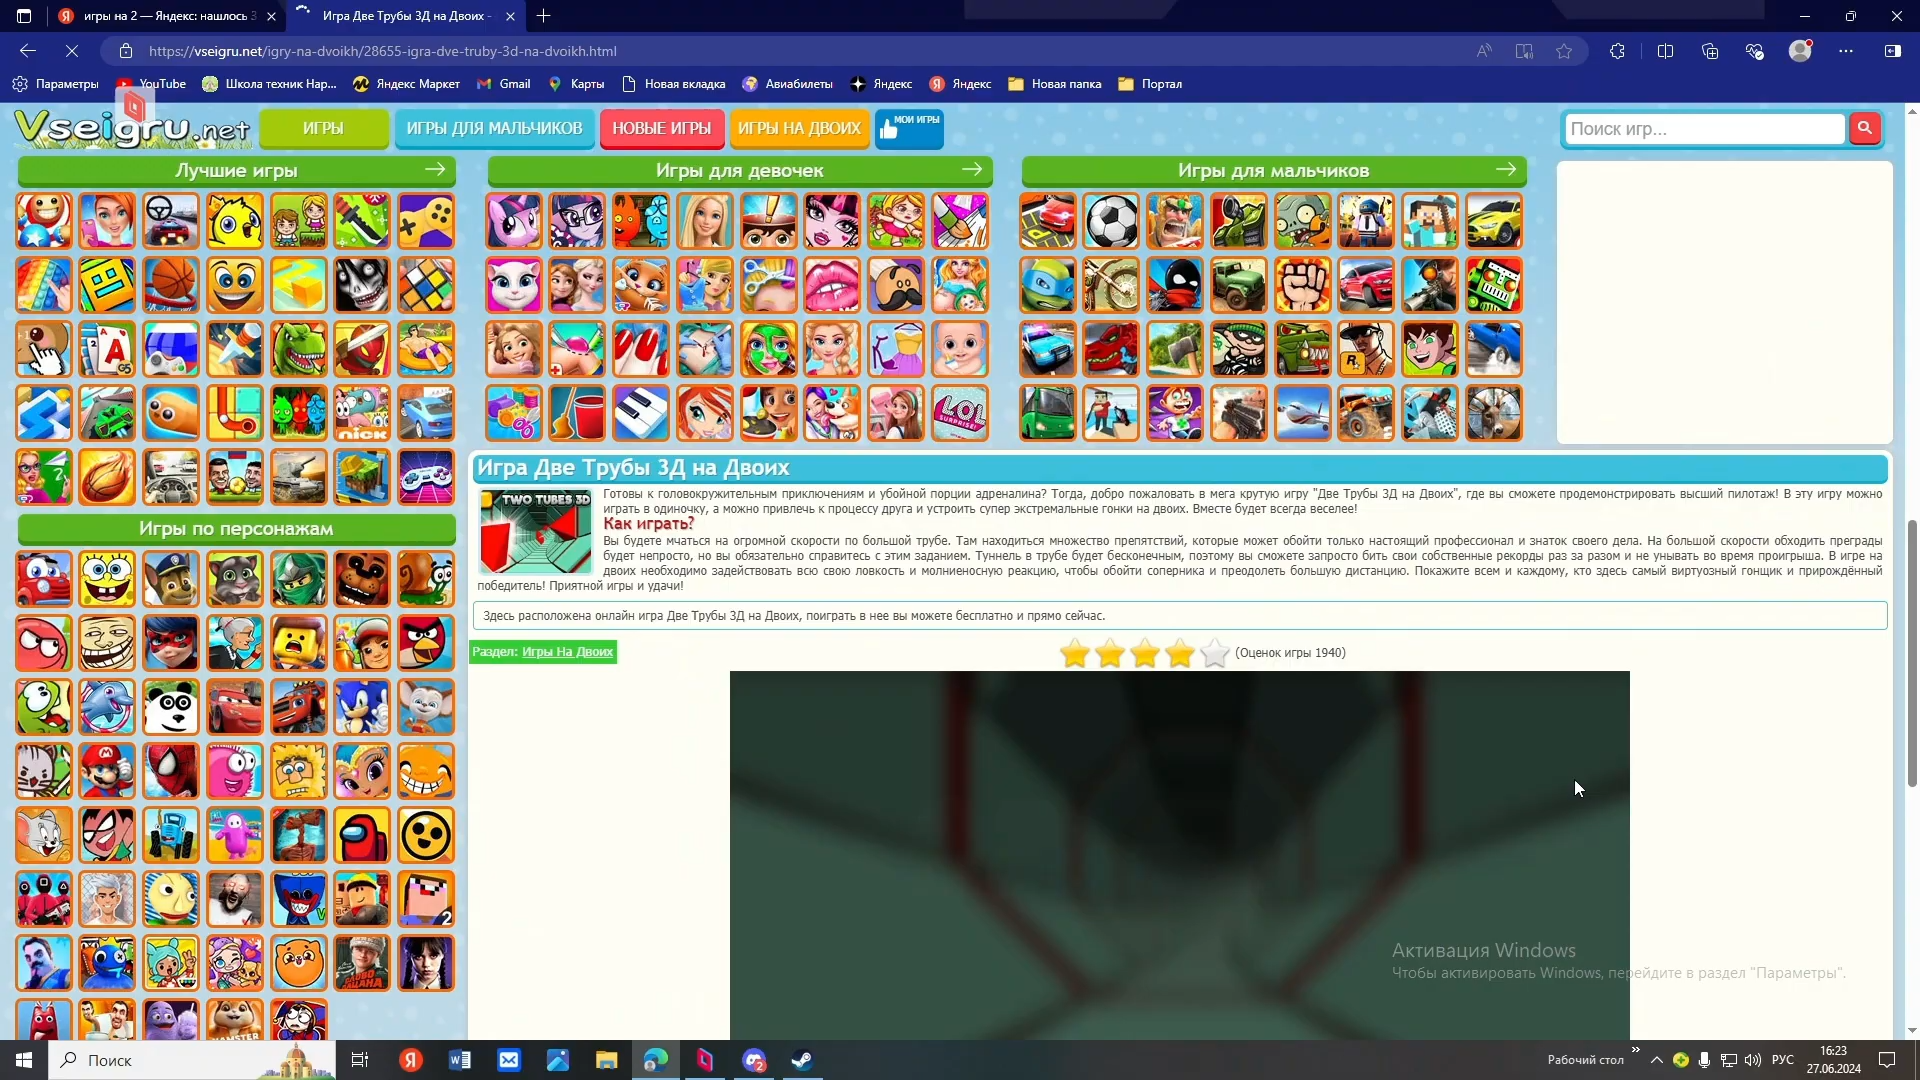 игры на 2 — Яндекс: нашлось 3
Игра Две Трубы 3Д на Двоих -
https://vseigru.net/igry-na-dvoikh/28655-igra-dve-truby-3d-na-dvoikh.html
Параметры
YouTube
Школа техник Нар...
Яндекс Маркет
Gmail
Карты
Новая вкладка
Авиабилеты
Яндекс
Яндекс
Новая папка
Портал
Vseigru.net
ИГРЫ
ИГРЫ ДЛЯ МАЛЬЧИКОВ
НОВЫЕ ИГРЫ
ИГРЫ НА ДВОИХ
МОИ ИГРЫ
Поиск игр...
Лучшие игры
Игры для девочек
Игры для мальчиков
Игра Две Трубы 3Д на Двоих
TWO TUBES 3D
Готовы к головокружительным приключениям и убойной порции адреналина? Тогда, добро пожаловать в мега крутую игру "Две Трубы 3Д на Двоих", где вы сможете продемонстрировать высший пилотаж! В эту игру можно
играть в одиночку, а можно привлечь к процессу друга и устроить супер экстремальные гонки на двоих. Вместе будет всегда веселее!
Как играть?
Вы будете мчаться на огромной скорости по большой трубе. Там находиться множество препятствий, которые может обойти только настоящий профессионал и знаток своего дела. На большой скорости обходить преграды
будет непросто, но вы обязательно справитесь с этим заданием. Туннель в трубе будет бесконечным, поэтому вы сможете запросто бить свои собственные рекорды раз за разом и не унывать во время проигрыша. В игре на
двоих необходимо задействовать всю свою ловкость и молниеносную реакцию, чтобы обойти соперника и преодолеть большую дистанцию. Покажите всем и каждому, кто здесь самый виртуозный гонщик и прирождённый
победитель! Приятной игры и удачи!
Здесь расположена онлайн игра Две Трубы 3Д на Двоих, поиграть в нее вы можете бесплатно и прямо сейчас.
Раздел: Игры На Двоих
(Оценок игры 1940)
Игры по персонажам
Активация Windows
Чтобы активировать Windows, перейдите в раздел "Параметры".
Поиск
Рабочий стол
РУС
16:23
27.06.2024